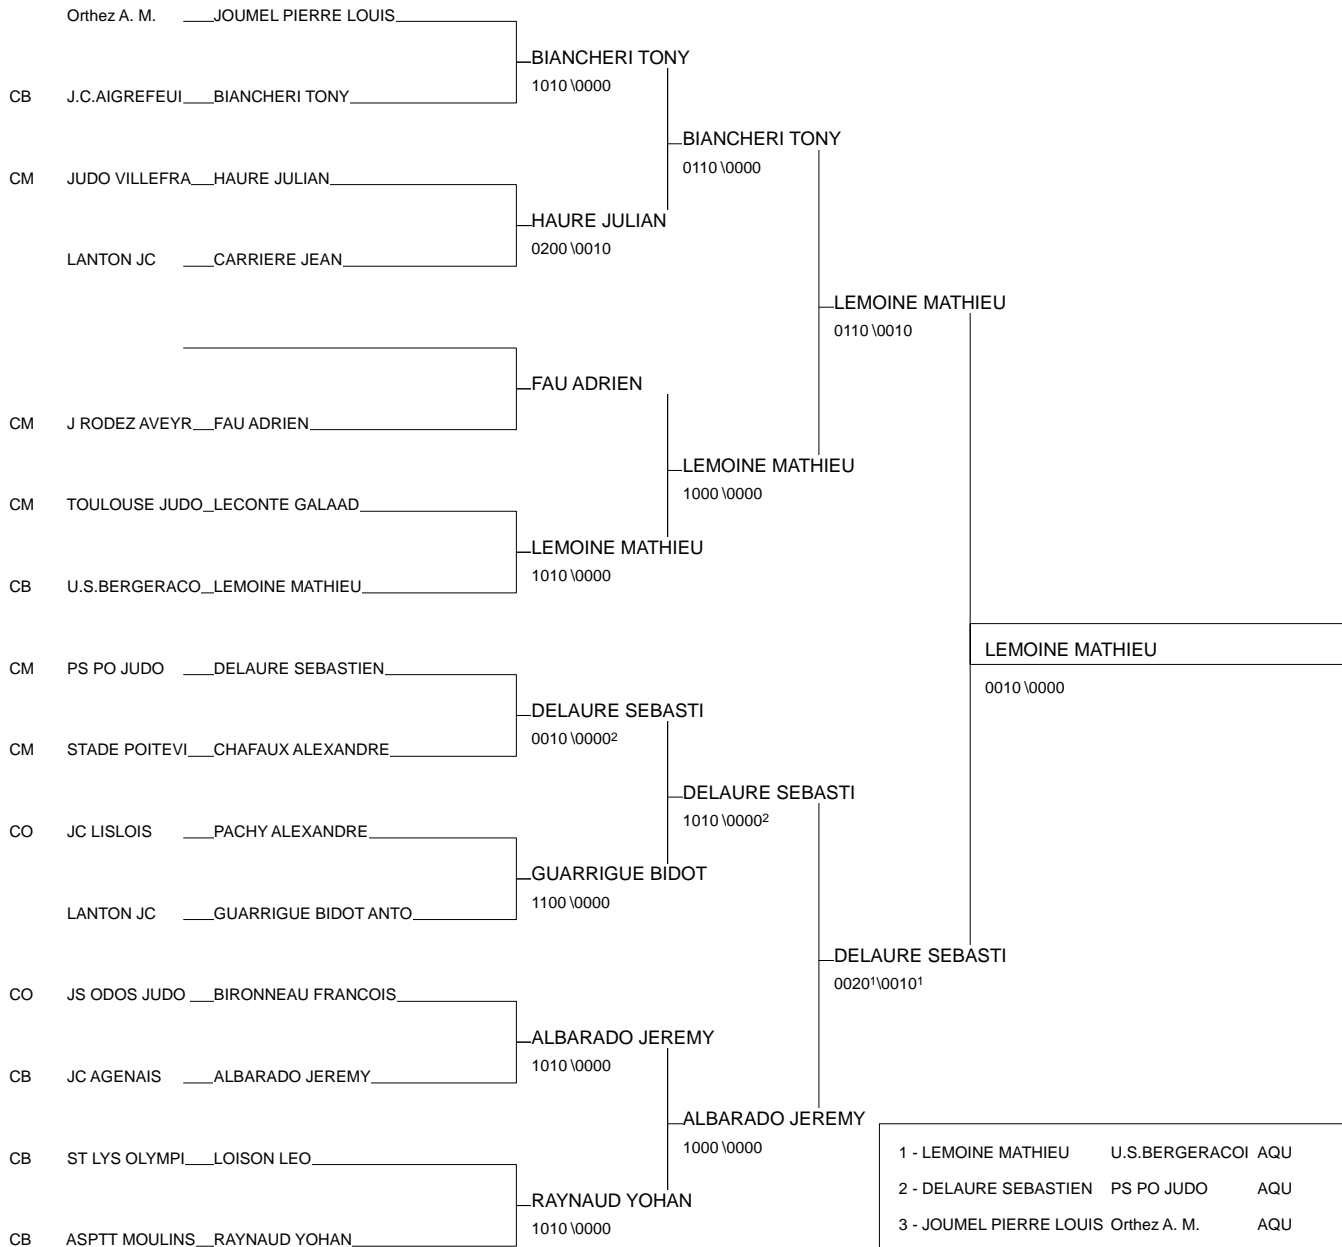 Orthez A. M. JOUMEL PIERRE LOUIS
BIANCHERI TONY
1010 \0000
CB J.C.AIGREFEUI BIANCHERI TONY
BIANCHERI TONY
0110 \0000
CM JUDO VILLEFRA HAURE JULIAN
HAURE JULIAN
0200 \0010
LANTON JC CARRIERE JEAN
LEMOINE MATHIEU
0110 \0010
FAU ADRIEN
CM J RODEZ AVEYR FAU ADRIEN
LEMOINE MATHIEU
1000 \0000
CM TOULOUSE JUDO LECONTE GALAAD
LEMOINE MATHIEU
1010 \0000
CB U.S.BERGERACO LEMOINE MATHIEU
LEMOINE MATHIEU
0010 \0000
CM PS PO JUDO DELAURE SEBASTIEN
DELAURE SEBASTI
0010 \0000²
CM STADE POITEVI CHAFAUX ALEXANDRE
DELAURE SEBASTI
1010 \0000²
CO JC LISLOIS PACHY ALEXANDRE
GUARRIGUE BIDOT
1100 \0000
LANTON JC GUARRIGUE BIDOT ANTO
DELAURE SEBASTI
0020¹\0010¹
CO JS ODOS JUDO BIRONNEAU FRANCOIS
ALBARADO JEREMY
1010 \0000
CB JC AGENAIS ALBARADO JEREMY
ALBARADO JEREMY
1000 \0000
CB ST LYS OLYMPI LOISON LEO
RAYNAUD YOHAN
1010 \0000
CB ASPTT MOULINS RAYNAUD YOHAN
1 - LEMOINE MATHIEU U.S.BERGERACOI AQU
2 - DELAURE SEBASTIEN PS PO JUDO AQU
3 - JOUMEL PIERRE LOUIS Orthez A. M. AQU